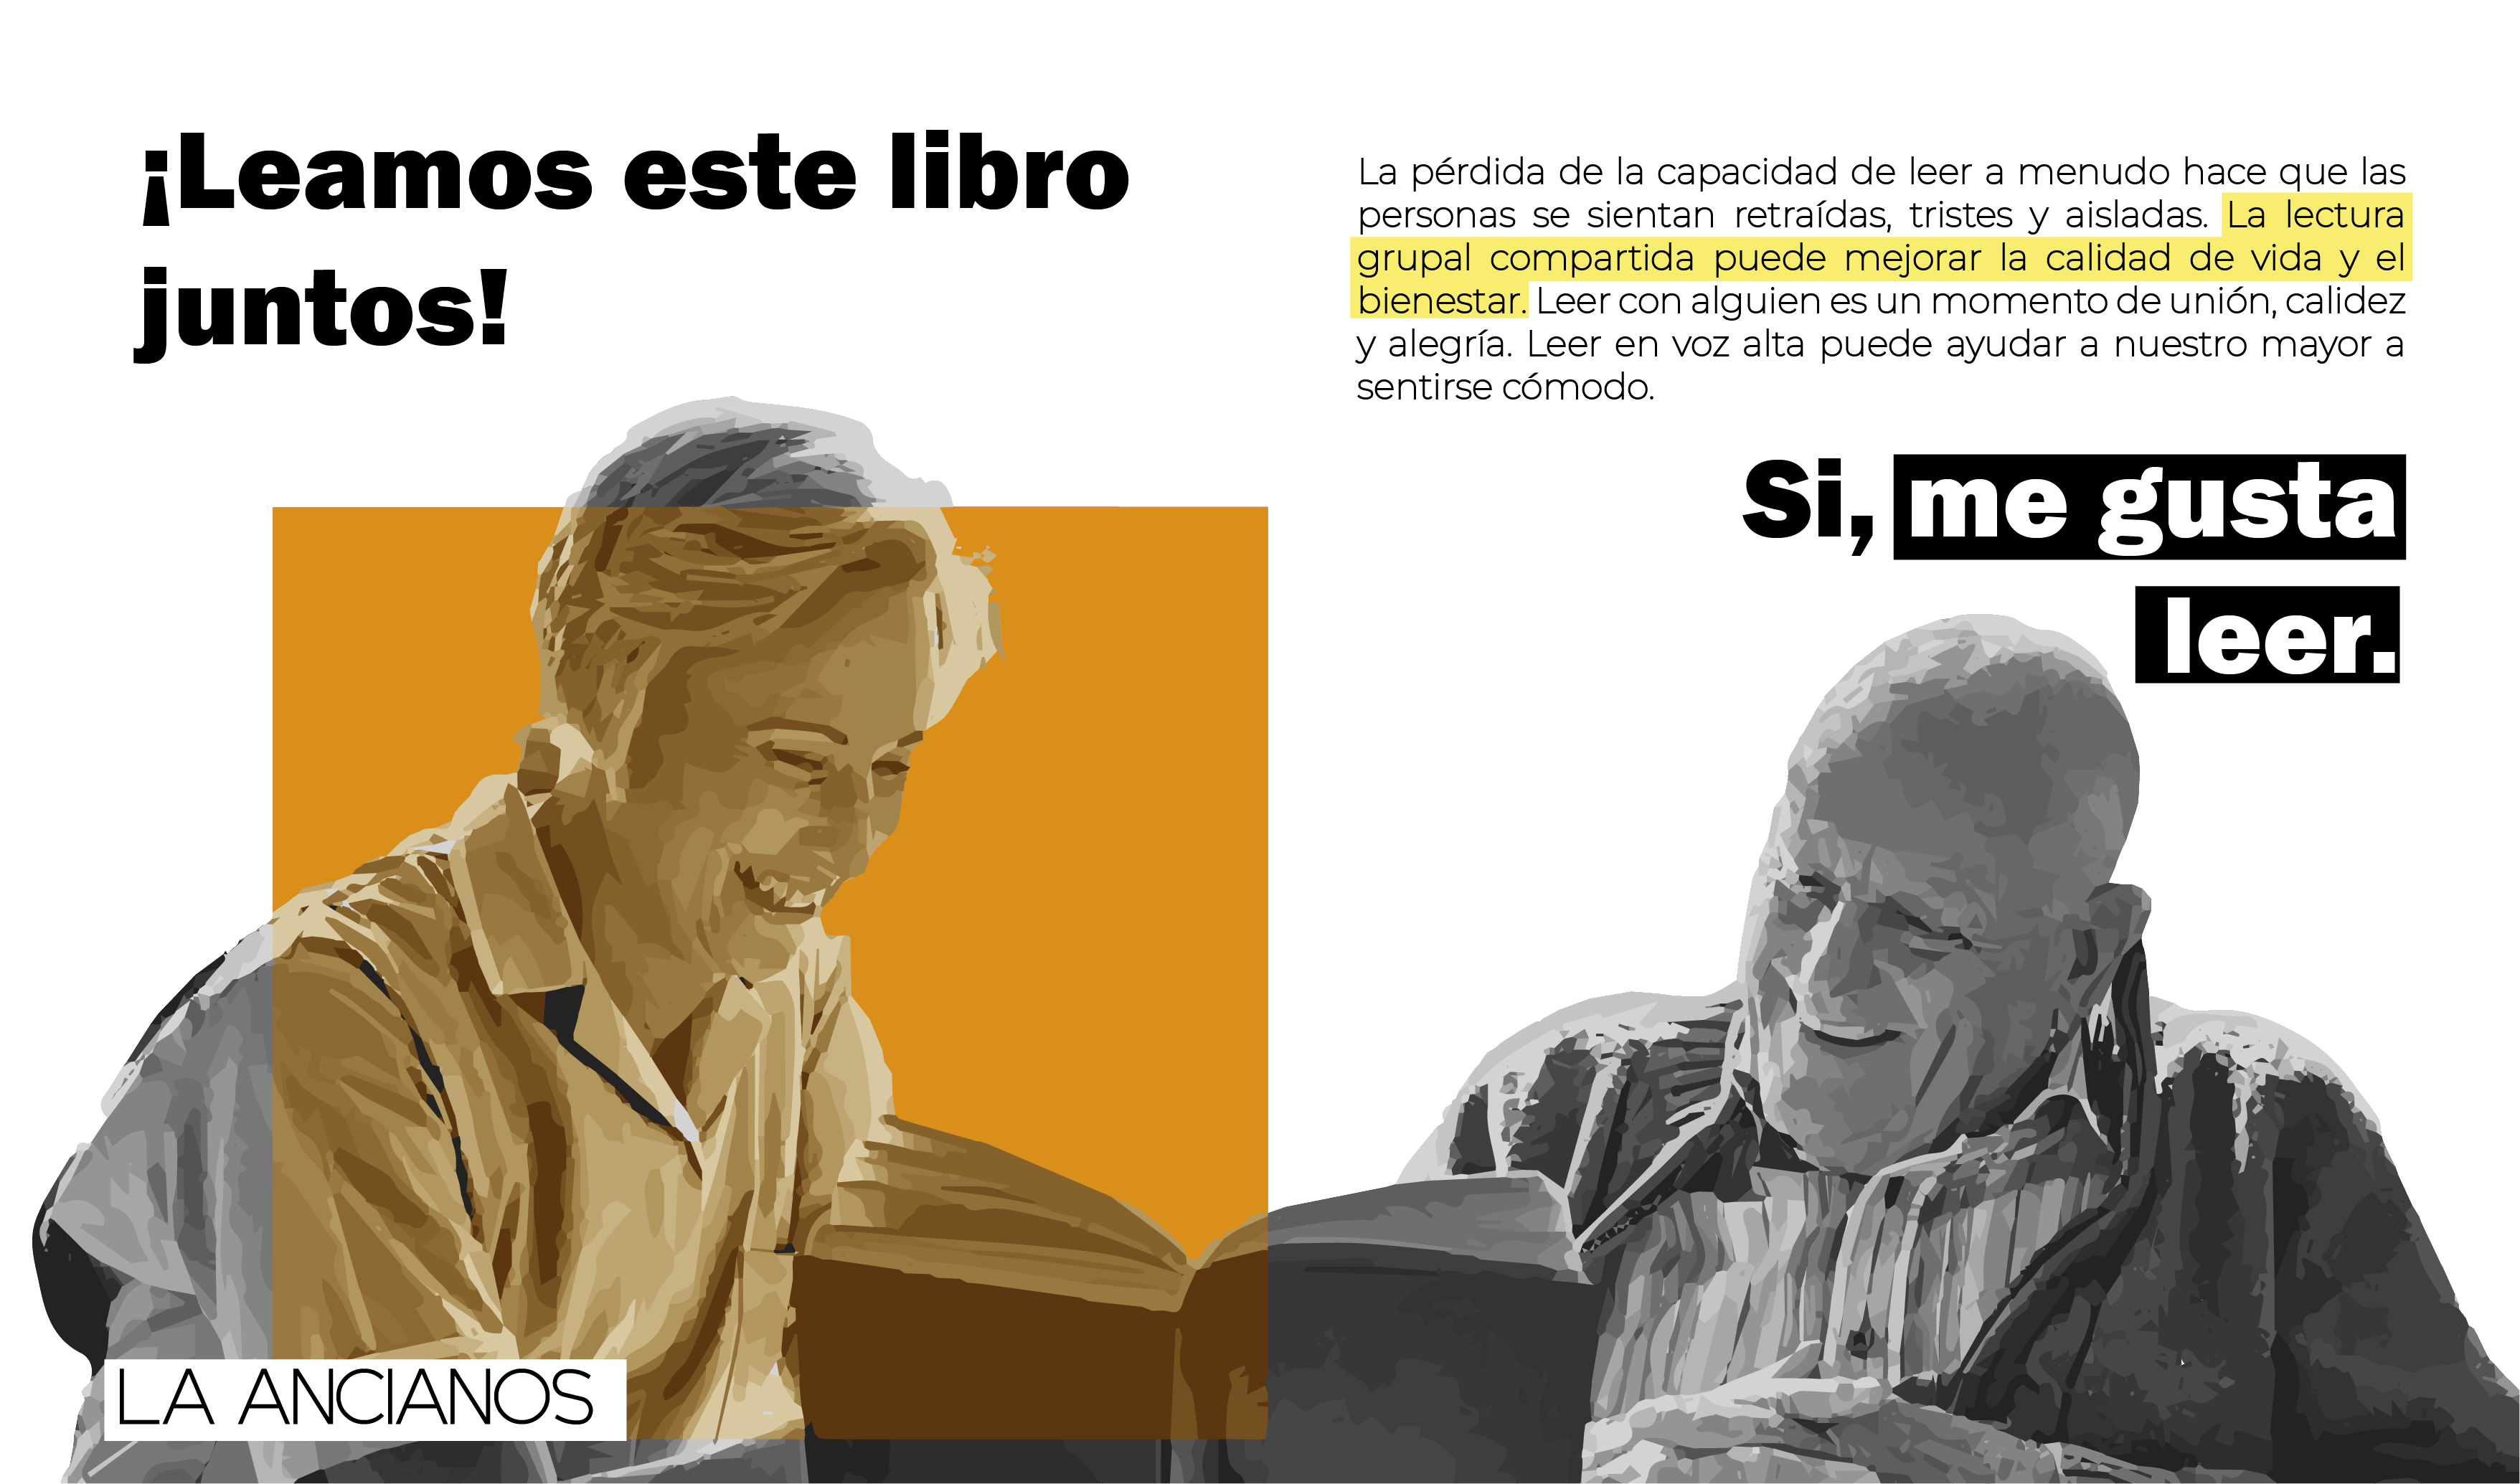 ¡Leamos este libro
juntos!
La pérdida de la capacidad de leer a menudo hace que las
personas se sientan retraídas, tristes y aisladas. La lectura
grupal compartida puede mejorar la calidad de vida y el
bienestar. Leer con alguien es un momento de unión, calidez
y alegría. Leer en voz alta puede ayudar a nuestro mayor a
sentirse cómodo.
Si, me gusta
leer.
LA ANCIANOS